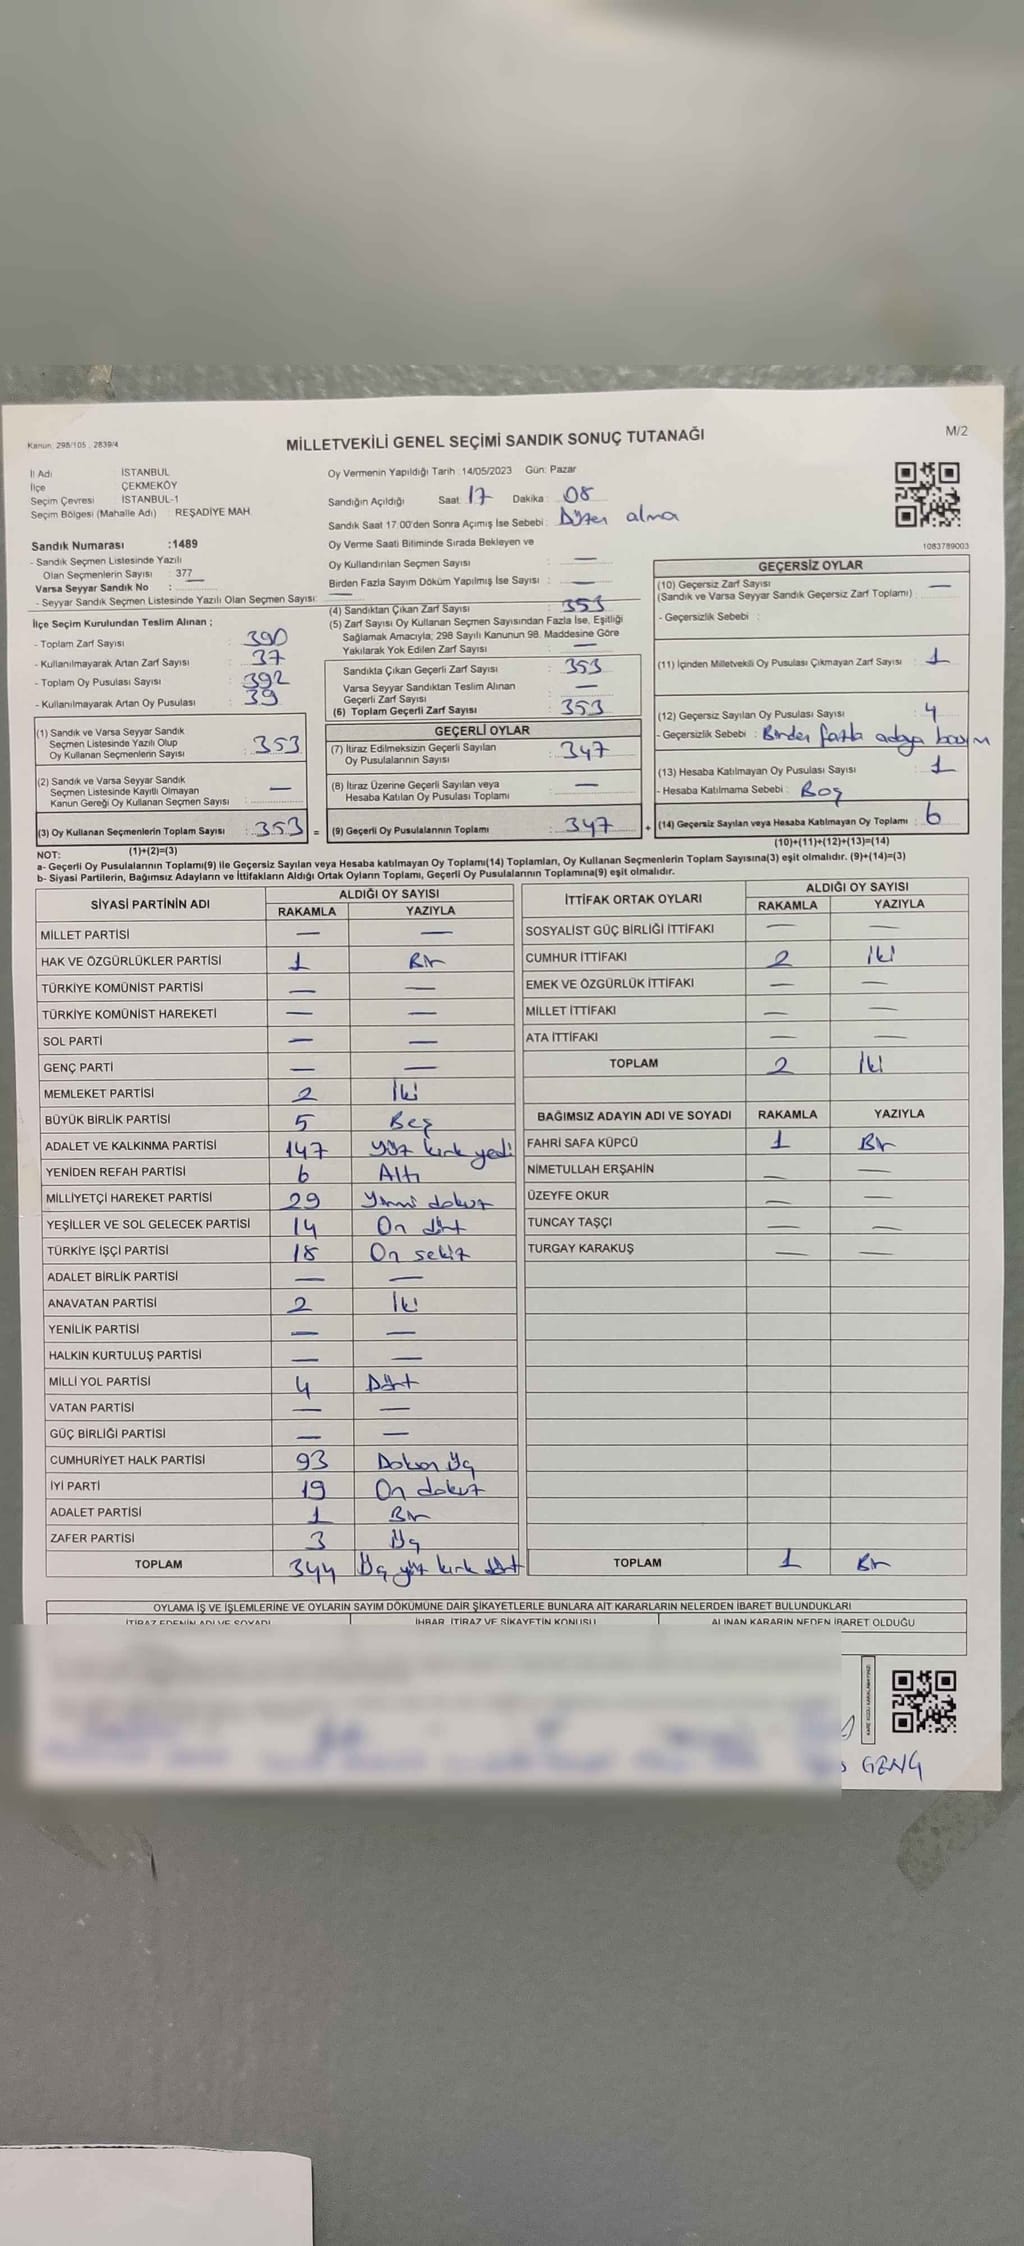 Kanun: 298/105 , 2839/4
MİLLETVEKİLİ GENEL SEÇİMİ SANDIK SONUÇ TUTANAĞI
M/2
İl Adı : İSTANBUL
İlçe : ÇEKMEKÖY
Seçim Çevresi : İSTANBUL-1
Seçim Bölgesi (Mahalle Adı) : REŞADİYE MAH.
Sandık Numarası :1489
- Sandık Seçmen Listesinde Yazılı
Olan Seçmenlerin Sayısı : 377
Varsa Seyyar Sandık No : —
- Seyyar Sandık Seçmen Listesinde Yazılı Olan Seçmen Sayısı: —
İlçe Seçim Kurulundan Teslim Alınan ;
- Toplam Zarf Sayısı : 390
- Kullanılmayarak Artan Zarf Sayısı : 37
- Toplam Oy Pusulası Sayısı : 392
- Kullanılmayarak Artan Oy Pusulası : 39
Oy Vermenin Yapıldığı Tarih :14/05/2023 Gün: Pazar
Sandığın Açıldığı Saat: 17 Dakika : 08
Sandık Saat 17.00'den Sonra Açımış İse Sebebi : Düzen alma
Oy Verme Saati Bitiminde Sırada Bekleyen ve
Oy Kullandırılan Seçmen Sayısı : —
Birden Fazla Sayım Döküm Yapılmış İse Sayısı : —
(4) Sandıktan Çıkan Zarf Sayısı : 353
(5) Zarf Sayısı Oy Kullanan Seçmen Sayısından Fazla İse, Eşitliği
Sağlamak Amacıyla; 298 Sayılı Kanunun 98. Maddesine Göre
Yakılarak Yok Edilen Zarf Sayısı : —
Sandıkta Çıkan Geçerli Zarf Sayısı : 353
Varsa Seyyar Sandıktan Teslim Alınan
Geçerli Zarf Sayısı : —
(6) Toplam Geçerli Zarf Sayısı : 353
1083789003
GEÇERSİZ OYLAR
(10) Geçersiz Zarf Sayısı —
(Sandık ve Varsa Seyyar Sandık Geçersiz Zarf Toplamı) :
- Geçersizlik Sebebi :
(11) İçinden Milletvekili Oy Pusulası Çıkmayan Zarf Sayısı : 1
(12) Geçersiz Sayılan Oy Pusulası Sayısı : 4
- Geçersizlik Sebebi : Birden fazla adaya basım
(13) Hesaba Katılmayan Oy Pusulası Sayısı : 1
- Hesaba Katılmama Sebebi : Boş
(14) Geçersiz Sayılan veya Hesaba Katılmayan Oy Toplamı : 6
(10)+(11)+(12)+(13)=(14)
(1) Sandık ve Varsa Seyyar Sandık
Seçmen Listesinde Yazılı Olup
Oy Kullanan Seçmenlerin Sayısı : 353
(2) Sandık ve Varsa Seyyar Sandık
Seçmen Listesinde Kayıtlı Olmayan
Kanun Gereği Oy Kullanan Seçmen Sayısı : —
(3) Oy Kullanan Seçmenlerin Toplam Sayısı : 353 =
(1)+(2)=(3)
GEÇERLİ OYLAR
(7) İtiraz Edilmeksizin Geçerli Sayılan
Oy Pusulalarının Sayısı : 347
(8) İtiraz Üzerine Geçerli Sayılan veya
Hesaba Katılan Oy Pusulası Toplamı : —
(9) Geçerli Oy Pusulalarının Toplamı : 347 +
NOT:
a- Geçerli Oy Pusulalarının Toplamı(9) ile Geçersiz Sayılan veya Hesaba katılmayan Oy Toplamı(14) Toplamları, Oy Kullanan Seçmenlerin Toplam Sayısına(3) eşit olmalıdır. (9)+(14)=(3)
b- Siyasi Partilerin, Bağımsız Adayların ve İttifakların Aldığı Ortak Oyların Toplamı, Geçerli Oy Pusulalarının Toplamına(9) eşit olmalıdır.
SİYASİ PARTİNİN ADI ALDIĞI OY SAYISI
RAKAMLA YAZIYLA
MİLLET PARTİSİ — —
HAK VE ÖZGÜRLÜKLER PARTİSİ 1 Bir
TÜRKİYE KOMÜNİST PARTİSİ — —
TÜRKİYE KOMÜNİST HAREKETİ — —
SOL PARTİ — —
GENÇ PARTİ — —
MEMLEKET PARTİSİ 2 İki
BÜYÜK BİRLİK PARTİSİ 5 Beş
ADALET VE KALKINMA PARTİSİ 147 Yüz kırk yedi
YENİDEN REFAH PARTİSİ 6 Altı
MİLLİYETÇİ HAREKET PARTİSİ 29 Yirmi dokuz
YEŞİLLER VE SOL GELECEK PARTİSİ 14 On dört
TÜRKİYE İŞÇİ PARTİSİ 18 On sekiz
ADALET BİRLİK PARTİSİ — —
ANAVATAN PARTİSİ 2 İki
YENİLİK PARTİSİ — —
HALKIN KURTULUŞ PARTİSİ — —
MİLLİ YOL PARTİSİ 4 Dört
VATAN PARTİSİ — —
GÜÇ BİRLİĞİ PARTİSİ — —
CUMHURİYET HALK PARTİSİ 93 Doksan üç
İYİ PARTİ 19 On dokuz
ADALET PARTİSİ 1 Bir
ZAFER PARTİSİ 3 Üç
TOPLAM 344 Üç yüz kırk dört
İTTİFAK ORTAK OYLARI ALDIĞI OY SAYISI
RAKAMLA YAZIYLA
SOSYALİST GÜÇ BİRLİĞİ İTTİFAKI — —
CUMHUR İTTİFAKI 2 İki
EMEK VE ÖZGÜRLÜK İTTİFAKI — —
MİLLET İTTİFAKI — —
ATA İTTİFAKI — —
TOPLAM 2 İki
BAĞIMSIZ ADAYIN ADI VE SOYADI RAKAMLA YAZIYLA
FAHRİ SAFA KÜPCÜ 1 Bir
NİMETULLAH ERŞAHİN — —
ÜZEYFE OKUR — —
TUNCAY TAŞÇI — —
TURGAY KARAKUŞ — —
TOPLAM 1 Bir
OYLAMA İŞ VE İŞLEMLERİNE VE OYLARIN SAYIM DÖKÜMÜNE DAİR ŞİKAYETLERLE BUNLARA AİT KARARLARIN NELERDEN İBARET BULUNDUKLARI
İTİRAZ EDENİN ADI VE SOYADI İHBAR, İTİRAZ VE ŞİKAYETİN KONUSU ALINAN KARARIN NEDEN İBARET OLDUĞU
GENÇ